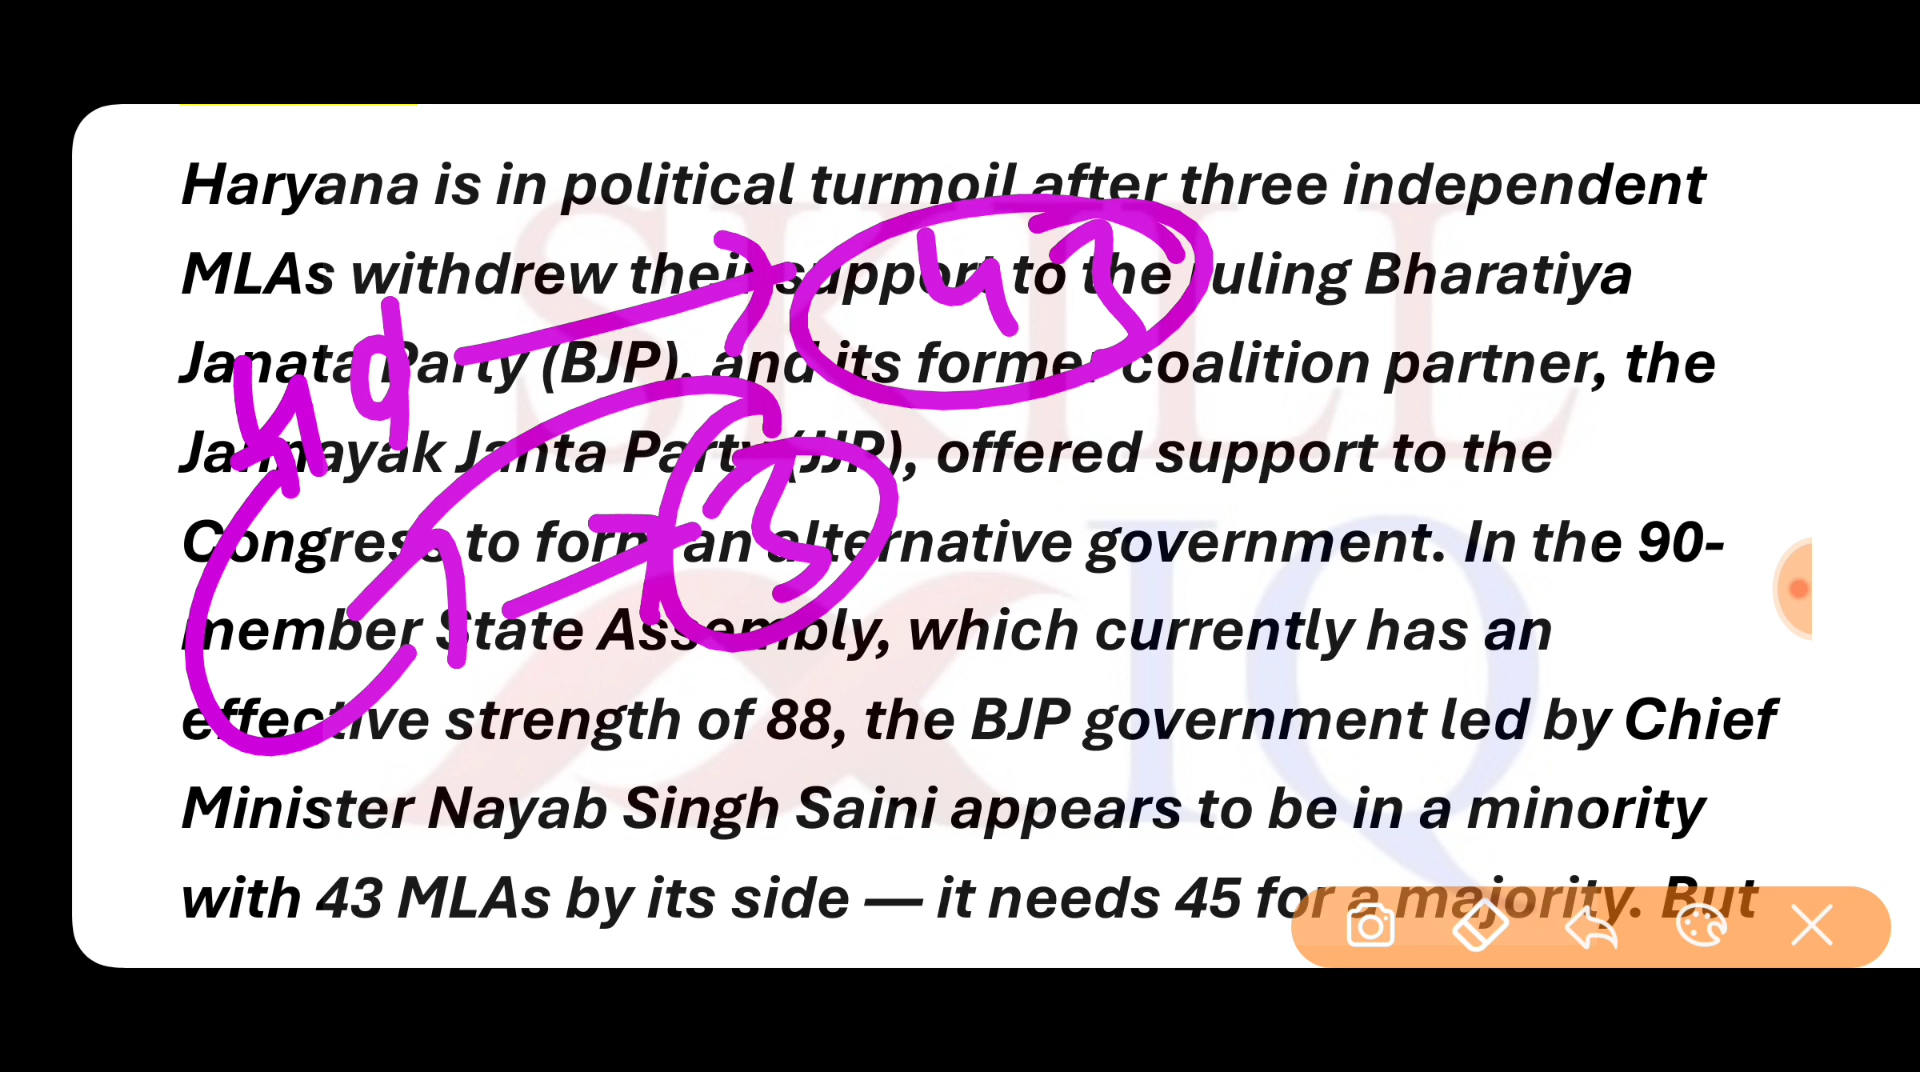 Haryana is in political turmoil after three independent
MLAs withdrew their support to the ruling Bharatiya
Janata Party (BJP), and its former coalition partner, the
Jannayak Janta Party (JJP), offered support to the
Congress to form an alternative government. In the 90-
member State Assembly, which currently has an
effective strength of 88, the BJP government led by Chief
Minister Nayab Singh Saini appears to be in a minority
with 43 MLAs by its side — it needs 45 for a majority. But
SKILL
IQ
43
3